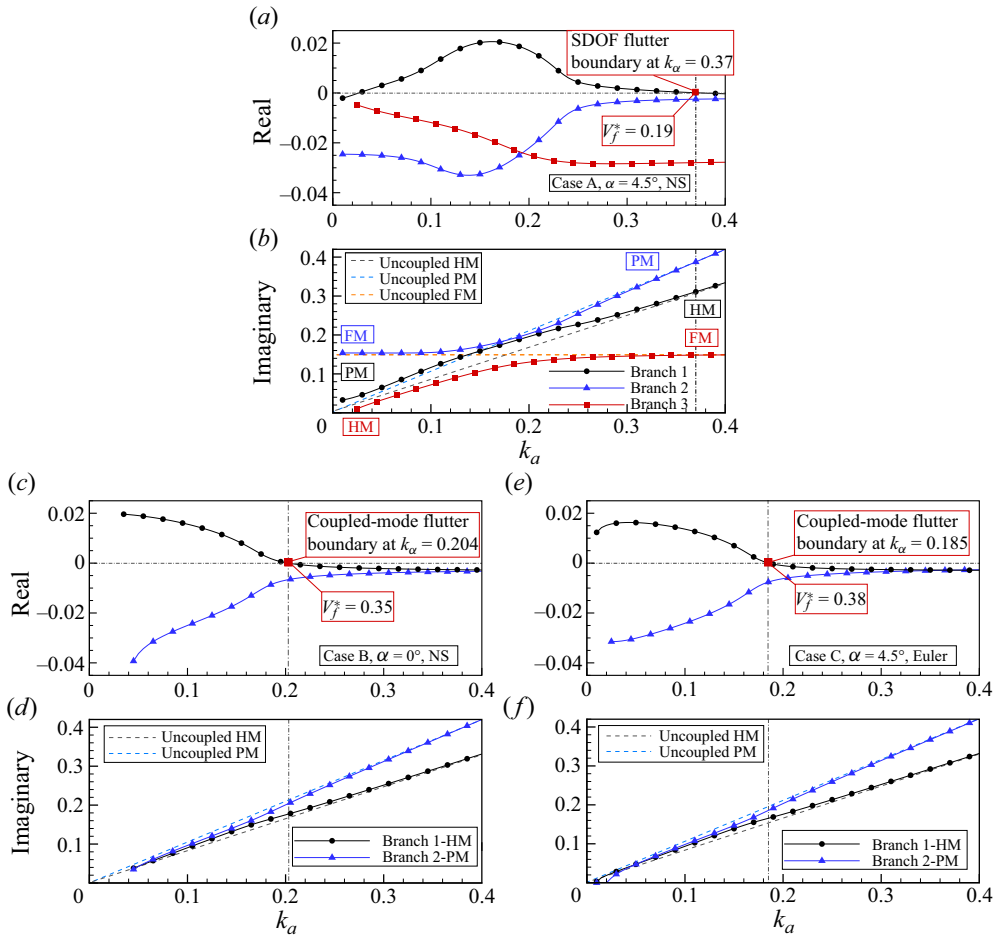 (a)
0.02
0
−0.02
−0.04
Real
SDOF flutter
boundary at kα = 0.37
V*f = 0.19
Case A, α = 4.5°, NS
0 0.1 0.2 0.3 0.4
(b)
0.4
0.3
0.2
0.1
Imaginary
Uncoupled HM
Uncoupled PM
Uncoupled FM
PM
HM
FM
FM
PM
HM
Branch 1
Branch 2
Branch 3
0 0.1 0.2 0.3 0.4
ka
(c)
0.02
0
−0.02
−0.04
Real
Coupled-mode flutter
boundary at kα = 0.204
V*f = 0.35
Case B, α = 0°, NS
0 0.1 0.2 0.3 0.4
(d)
0.4
0.3
0.2
0.1
Imaginary
Uncoupled HM
Uncoupled PM
Branch 1-HM
Branch 2-PM
0 0.1 0.2 0.3 0.4
ka
(e)
0.02
0
−0.02
−0.04
Coupled-mode flutter
boundary at kα = 0.185
V*f = 0.38
Case C, α = 4.5°, Euler
0 0.1 0.2 0.3 0.4
(f)
0.4
0.3
0.2
0.1
Uncoupled HM
Uncoupled PM
Branch 1-HM
Branch 2-PM
0 0.1 0.2 0.3 0.4
ka